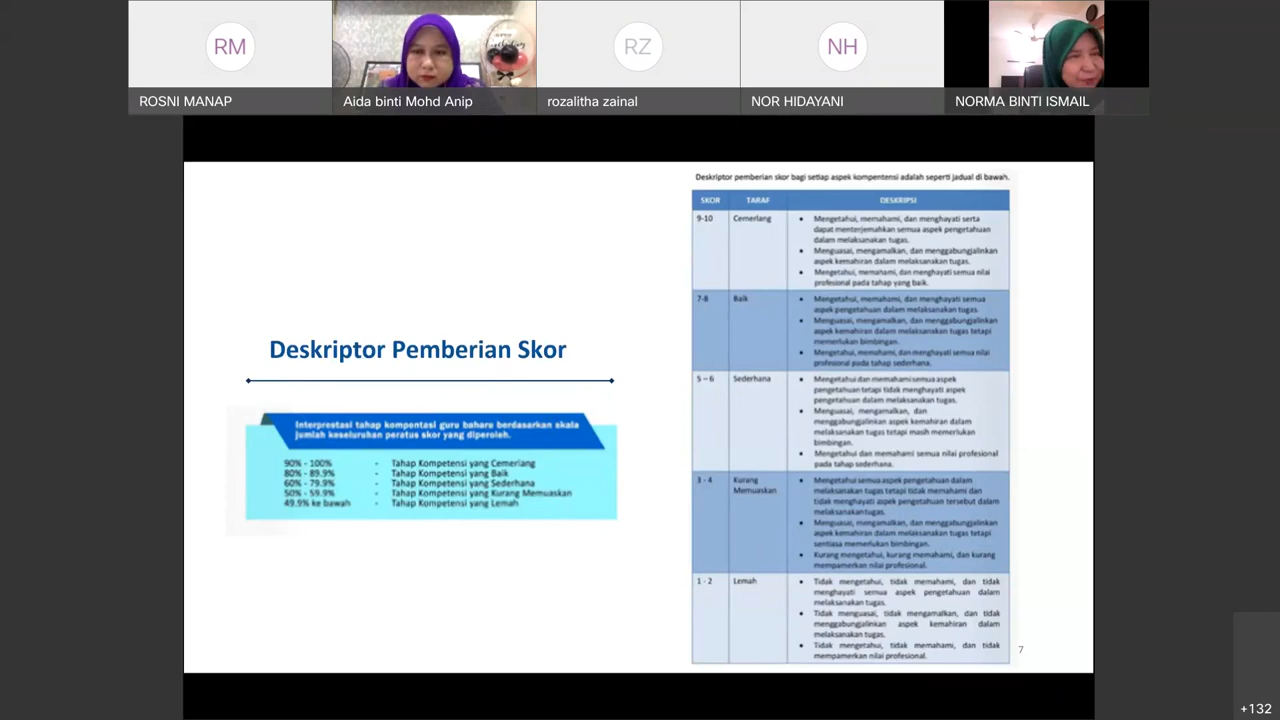 RM
RZ
NH
ROSNI MANAP
Aida binti Mohd Anip
rozalitha zainal
NOR HIDAYANI
NORMA BINTI ISMAIL
Deskriptor Pemberian Skor
Interpretasi tahap kompentasi guru baharu berdasarkan skala
jumlah keseluruhan peratus skor yang diperoleh.
90% - 100% - Tahap Kompetensi yang Cemerlang
80% - 89.9% - Tahap Kompetensi yang Baik
60% - 79.9% - Tahap Kompetensi yang Sederhana
50% - 59.9% - Tahap Kompetensi yang Kurang Memuaskan
49.9% ke bawah - Tahap Kompetensi yang Lemah
Deskriptor pemberian skor bagi setiap aspek kompentensi adalah seperti jadual di bawah.
SKOR TARAF DESKRIPSI
9-10 Cemerlang • Mengetahui, memahami, dan menghayati serta
dapat menterjemahkan semua aspek pengetahuan
dalam melaksanakan tugas.
• Menguasai, mengamalkan, dan menggabungjalinkan
aspek kemahiran dalam melaksanakan tugas.
• Mengetahui, memahami, dan menghayati semua nilai
profesional pada tahap yang baik.
7-8 Baik • Mengetahui, memahami, dan menghayati semua
aspek pengetahuan dalam melaksanakan tugas.
• Menguasai, mengamalkan, dan menggabungjalinkan
aspek kemahiran dalam melaksanakan tugas tetapi
memerlukan bimbingan.
• Mengetahui, memahami, dan menghayati semua nilai
profesional pada tahap sederhana.
5 – 6 Sederhana • Mengetahui dan memahami semua aspek
pengetahuan tetapi tidak menghayati aspek
pengetahuan dalam melaksanakan tugas.
• Menguasai, mengamalkan, dan
menggabungjalinkan aspek kemahiran dalam
melaksanakan tugas tetapi masih memerlukan
bimbingan.
• Mengetahui dan memahami semua nilai profesional
pada tahap sederhana.
3 - 4 Kurang • Mengetahui semua aspek pengetahuan dalam
Memuaskan melaksanakan tugas tetapi tidak memahami dan
tidak menghayati aspek pengetahuan tersebut dalam
melaksanakan tugas.
• Menguasai, mengamalkan, dan menggabungjalinkan
aspek kemahiran dalam melaksanakan tugas tetapi
sentiasa memerlukan bimbingan.
• Kurang mengetahui, kurang memahami, dan kurang
mempamerkan nilai profesional.
1 - 2 Lemah • Tidak mengetahui, tidak memahami, dan tidak
menghayati semua aspek pengetahuan dalam
melaksanakan tugas.
• Tidak menguasai, tidak mengamalkan, dan tidak
menggabungjalinkan aspek kemahiran dalam
melaksanakan tugas.
• Tidak mengetahui, tidak memahami, dan tidak
mempamerkan nilai profesional.
7
+132